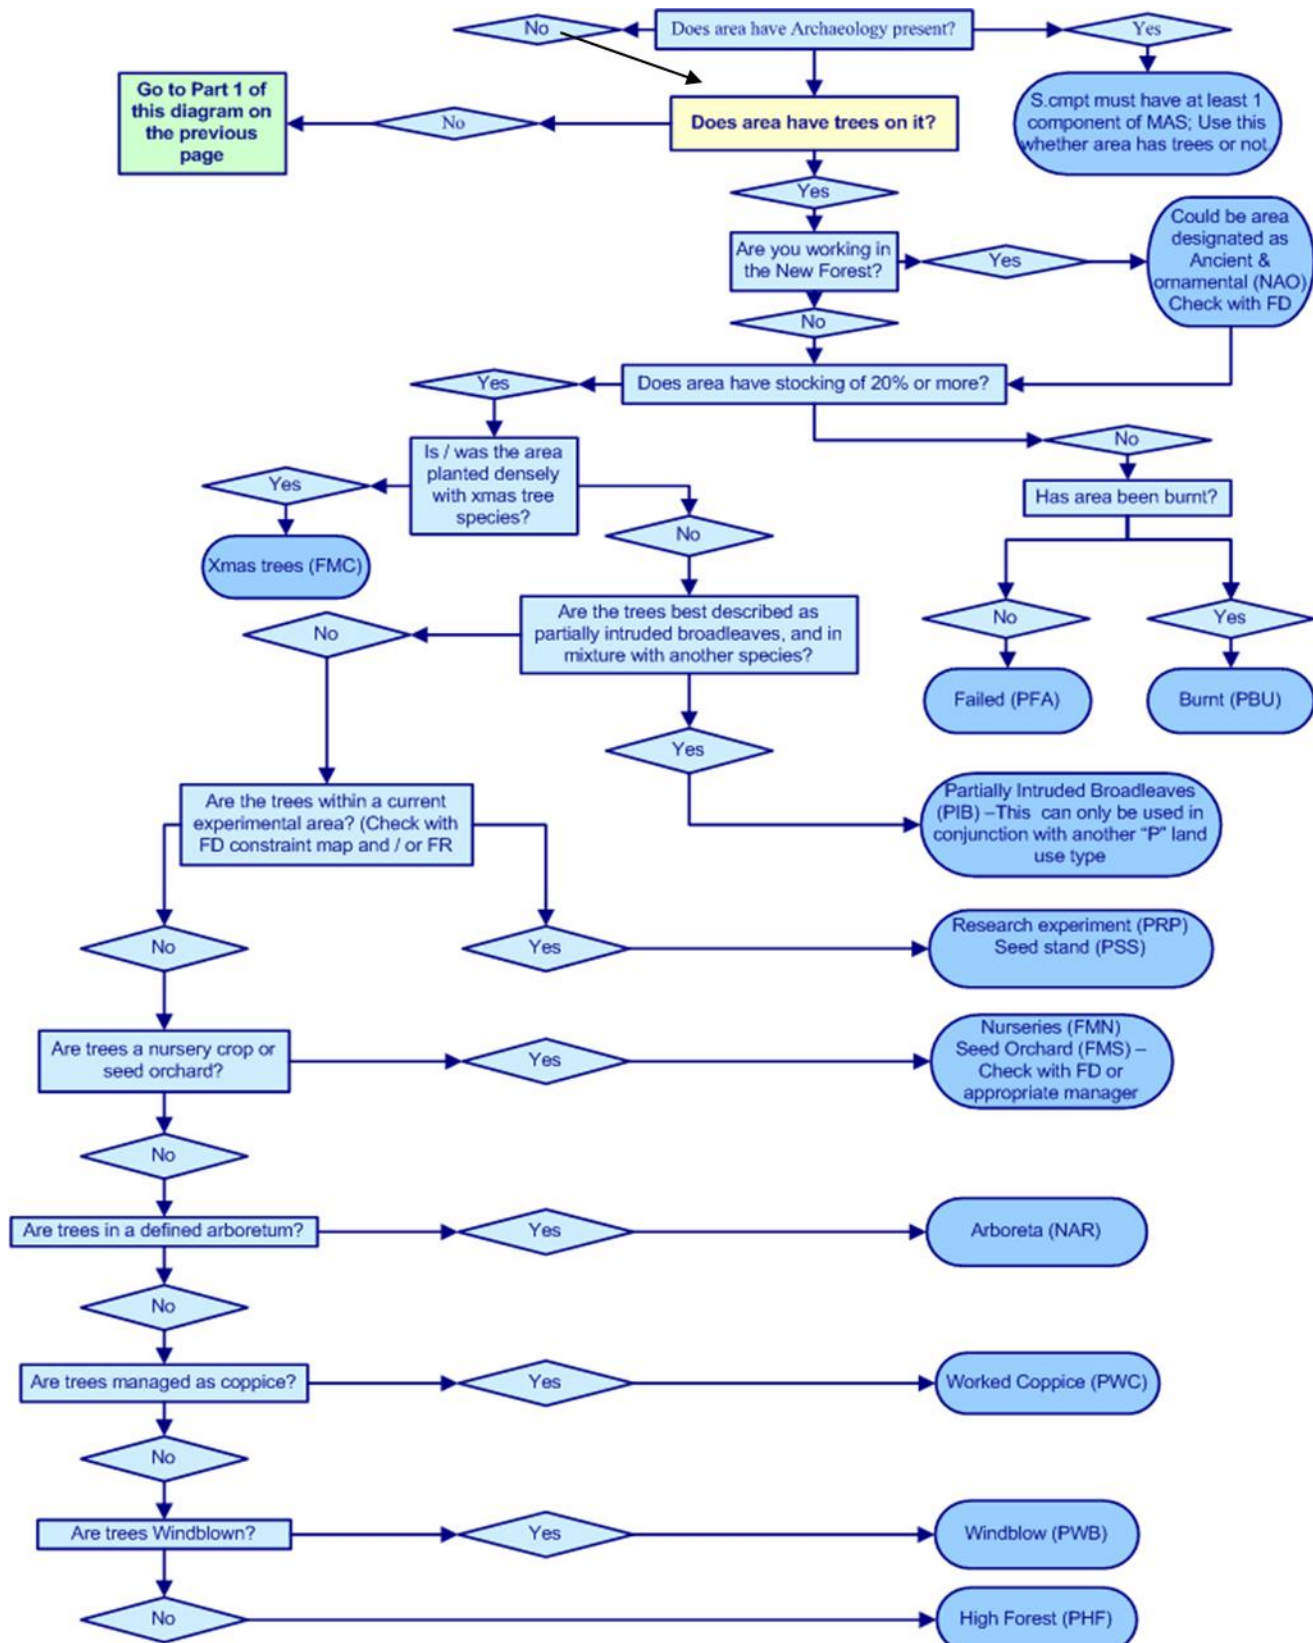 No
Does area have Archaeology present?
Yes
Go to Part 1 of
this diagram on
the previous
page
No
Does area have trees on it?
S.cmpt must have at least 1
component of MAS; Use this
whether area has trees or not.
Yes
Are you working in
the New Forest?
Yes
Could be area
designated as
Ancient &
ornamental (NAO)
Check with FD
No
Yes
Does area have stocking of 20% or more?
No
Yes
Is / was the area
planted densely
with xmas tree
species?
Has area been burnt?
No
Xmas trees (FMC)
No
Are the trees best described as
partially intruded broadleaves, and in
mixture with another species?
No
Yes
Failed (PFA)
Burnt (PBU)
Yes
Are the trees within a current
experimental area? (Check with
FD constraint map and / or FR
Partially Intruded Broadleaves
(PIB) –This can only be used in
conjunction with another “P” land
use type
No
Yes
Research experiment (PRP)
Seed stand (PSS)
Are trees a nursery crop or
seed orchard?
Yes
Nurseries (FMN)
Seed Orchard (FMS) –
Check with FD or
appropriate manager
No
Are trees in a defined arboretum?
Yes
Arboreta (NAR)
No
Are trees managed as coppice?
Yes
Worked Coppice (PWC)
No
Are trees Windblown?
Yes
Windblow (PWB)
No
High Forest (PHF)